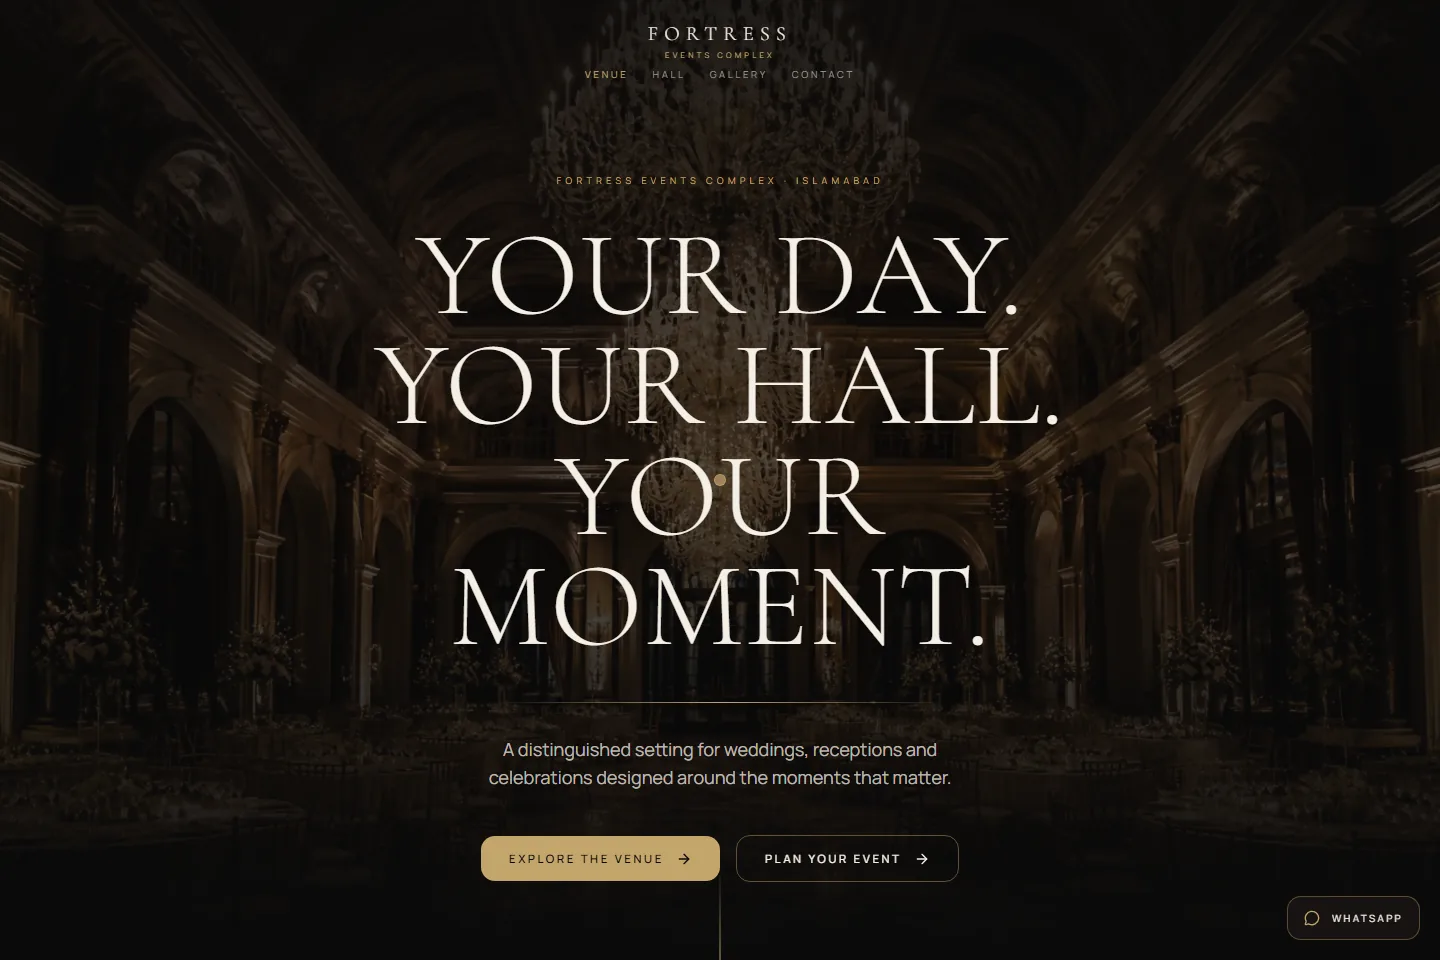 FORTRESS
EVENTS COMPLEX
VENUE HALL GALLERY CONTACT
FORTRESS EVENTS COMPLEX · ISLAMABAD
YOUR DAY.
YOUR HALL.
YOUR
MOMENT.
A distinguished setting for weddings, receptions and
celebrations designed around the moments that matter.
EXPLORE THE VENUE → PLAN YOUR EVENT →
WHATSAPP